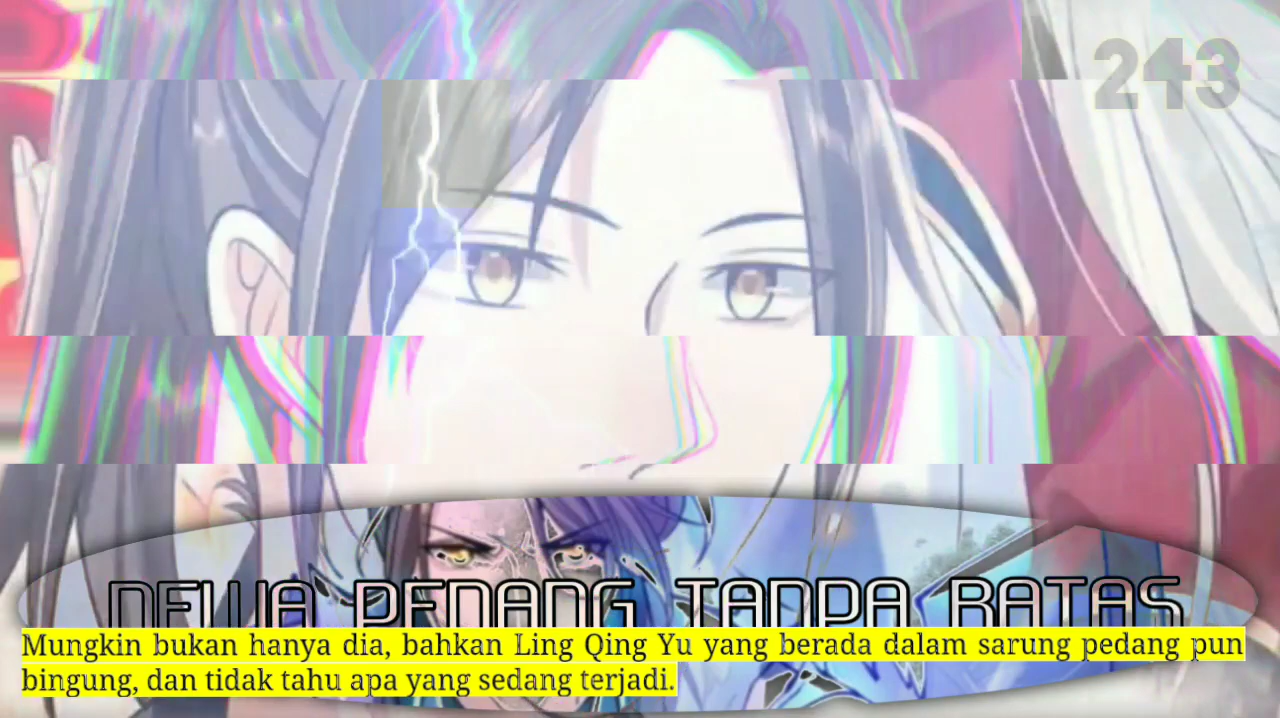 243
DEWA PEDANG TANPA BATAS
Mungkin bukan hanya dia, bahkan Ling Qing Yu yang berada dalam sarung pedang pun
bingung, dan tidak tahu apa yang sedang terjadi.